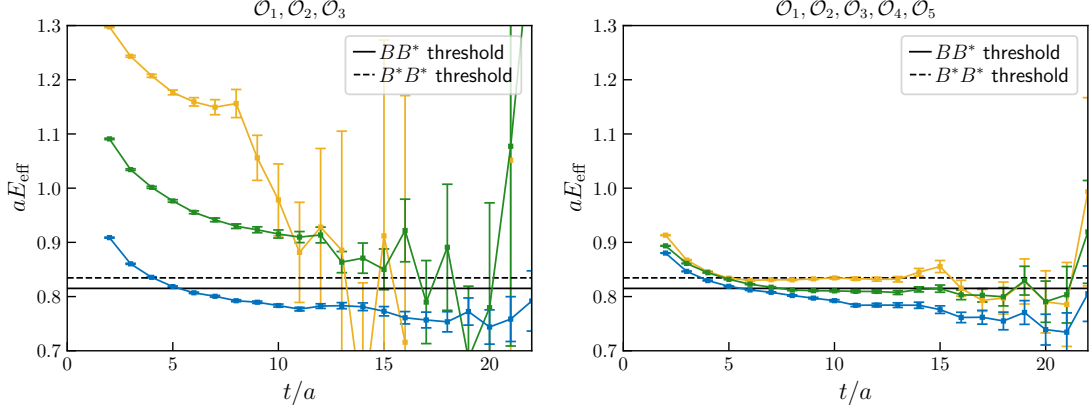 𝒪₁, 𝒪₂, 𝒪₃
1.3
1.2
1.1
1.0
0.9
0.8
0.7
aE_eff
BB* threshold
B*B* threshold
0 5 10 15 20
t/a
𝒪₁, 𝒪₂, 𝒪₃, 𝒪₄, 𝒪₅
1.3
1.2
1.1
1.0
0.9
0.8
0.7
aE_eff
BB* threshold
B*B* threshold
0 5 10 15 20
t/a